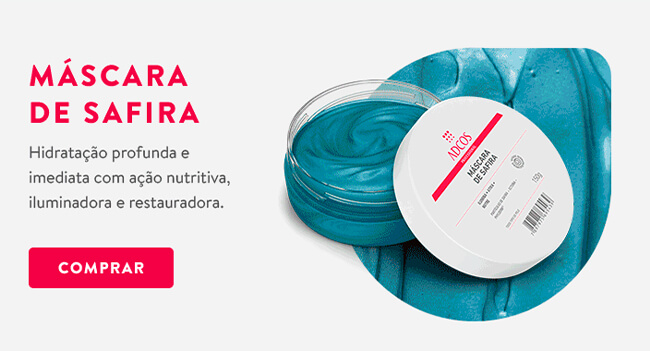 MÁSCARA
DE SAFIRA
Hidratação profunda e
imediata com ação nutritiva,
iluminadora e restauradora.
COMPRAR
ADCOS
MÁSCARA
DE SAFIRA
150g